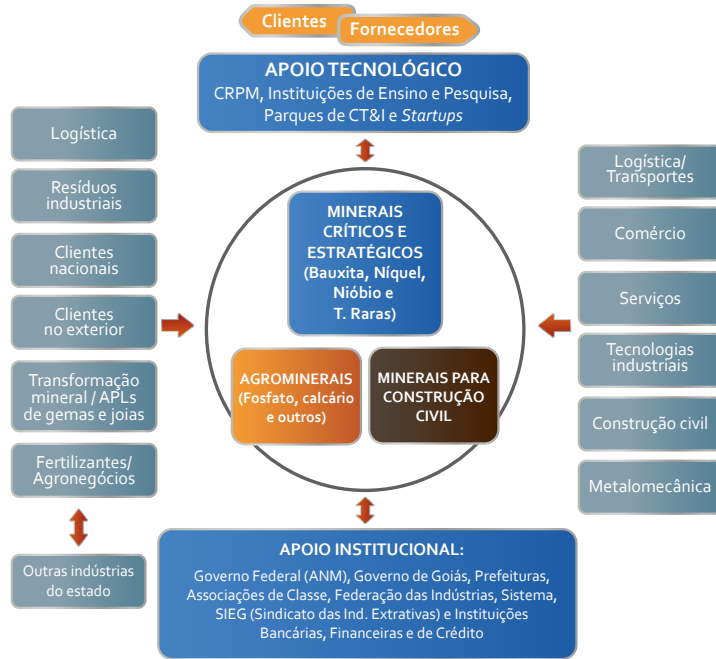 Clientes
Fornecedores
APOIO TECNOLÓGICO
CRPM, Instituições de Ensino e Pesquisa,
Parques de CT&I e Startups
Logística
Resíduos
industriais
Clientes
nacionais
Clientes
no exterior
Transformação
mineral / APLs
de gemas e joias
Fertilizantes/
Agronegócios
Outras indústrias
do estado
MINERAIS
CRÍTICOS E
ESTRATÉGICOS
(Bauxita, Níquel,
Nióbio e
T. Raras)
AGROMINERAIS
(Fosfato, calcário
e outros)
MINERAIS PARA
CONSTRUÇÃO
CIVIL
Logística/
Transportes
Comércio
Serviços
Tecnologias
industriais
Construção civil
Metalomecânica
APOIO INSTITUCIONAL:
Governo Federal (ANM), Governo de Goiás, Prefeituras,
Associações de Classe, Federação das Indústrias, Sistema,
SIEG (Sindicato das Ind. Extrativas) e Instituições
Bancárias, Financeiras e de Crédito